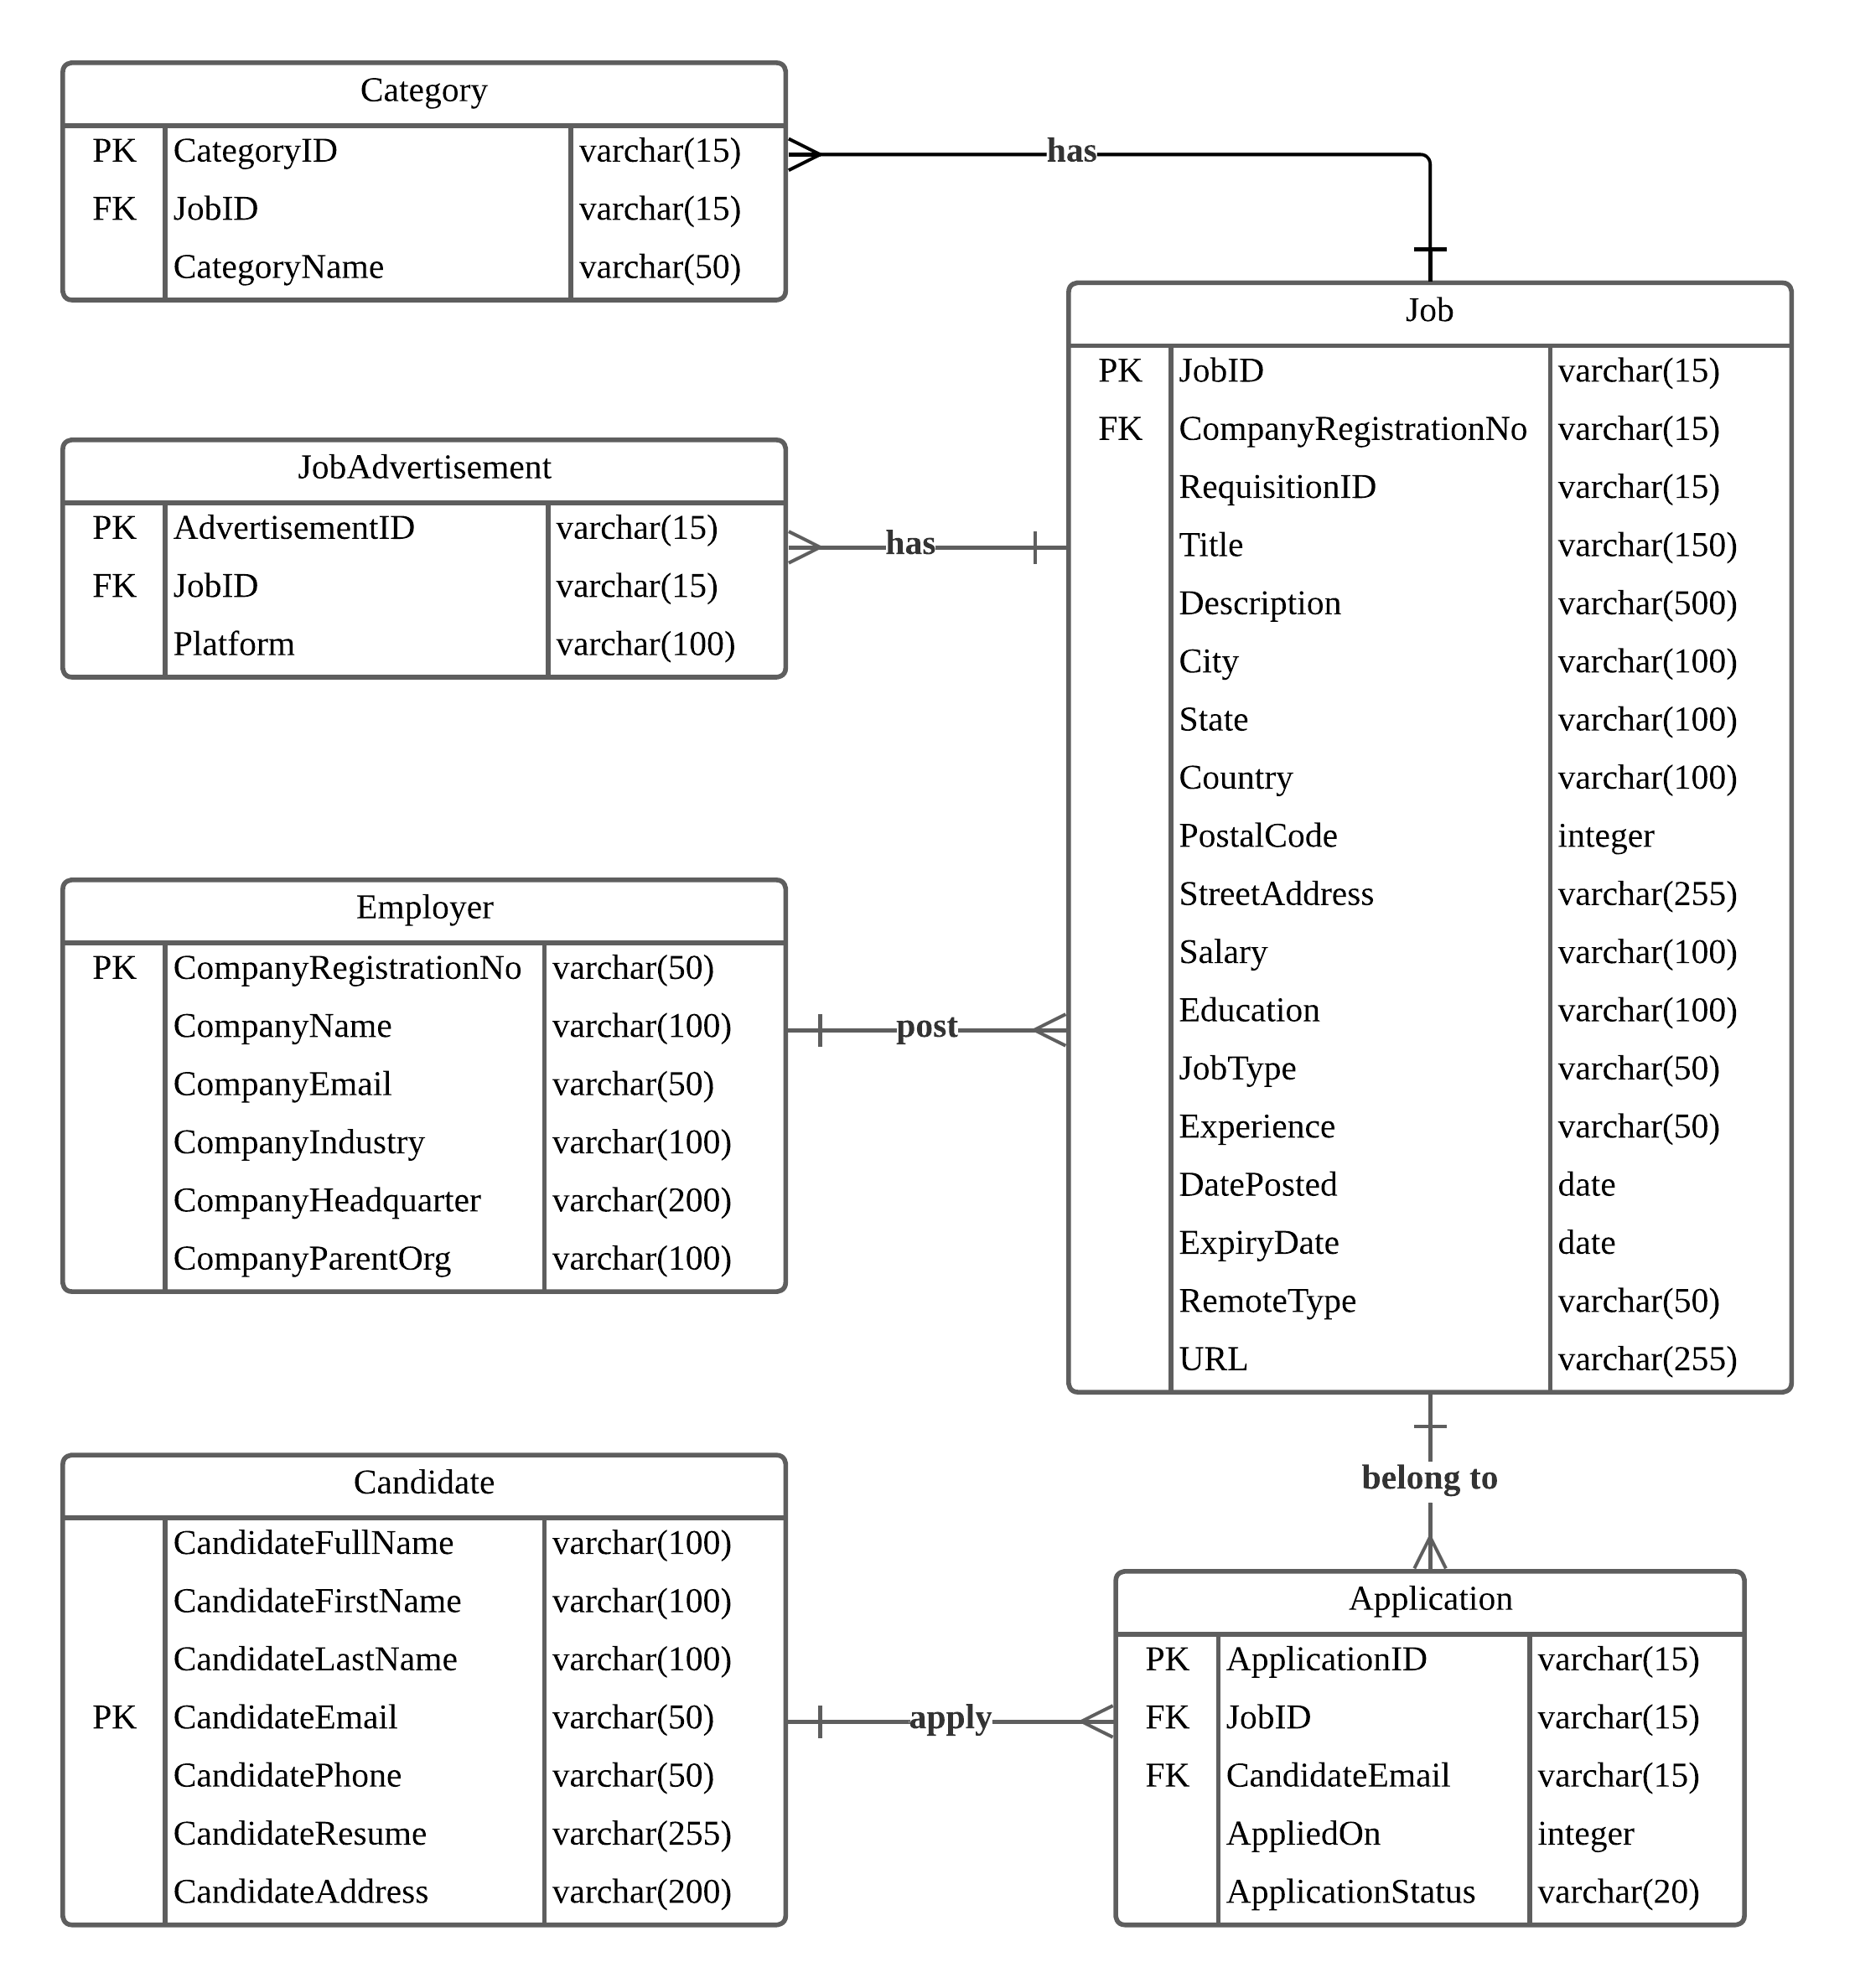 Category
PK CategoryID varchar(15)
FK JobID varchar(15)
CategoryName varchar(50)
has
JobAdvertisement
PK AdvertisementID varchar(15)
FK JobID varchar(15)
Platform varchar(100)
has
Job
PK JobID varchar(15)
FK CompanyRegistrationNo varchar(15)
RequisitionID varchar(15)
Title varchar(150)
Description varchar(500)
City varchar(100)
State varchar(100)
Country varchar(100)
PostalCode integer
StreetAddress varchar(255)
Salary varchar(100)
Education varchar(100)
JobType varchar(50)
Experience varchar(50)
DatePosted date
ExpiryDate date
RemoteType varchar(50)
URL varchar(255)
Employer
PK CompanyRegistrationNo varchar(50)
CompanyName varchar(100)
CompanyEmail varchar(50)
CompanyIndustry varchar(100)
CompanyHeadquarter varchar(200)
CompanyParentOrg varchar(100)
post
belong to
Candidate
CandidateFullName varchar(100)
CandidateFirstName varchar(100)
CandidateLastName varchar(100)
PK CandidateEmail varchar(50)
CandidatePhone varchar(50)
CandidateResume varchar(255)
CandidateAddress varchar(200)
apply
Application
PK ApplicationID varchar(15)
FK JobID varchar(15)
FK CandidateEmail varchar(15)
AppliedOn integer
ApplicationStatus varchar(20)